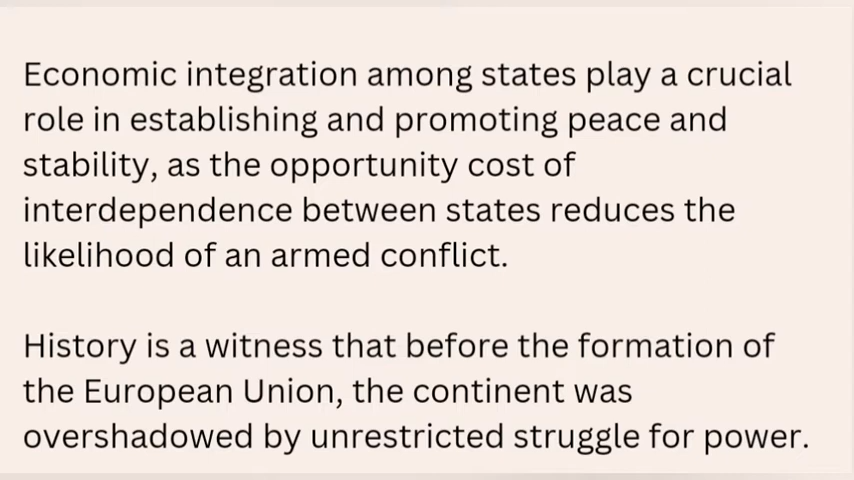 Economic integration among states play a crucial
role in establishing and promoting peace and
stability, as the opportunity cost of
interdependence between states reduces the
likelihood of an armed conflict.
History is a witness that before the formation of
the European Union, the continent was
overshadowed by unrestricted struggle for power.